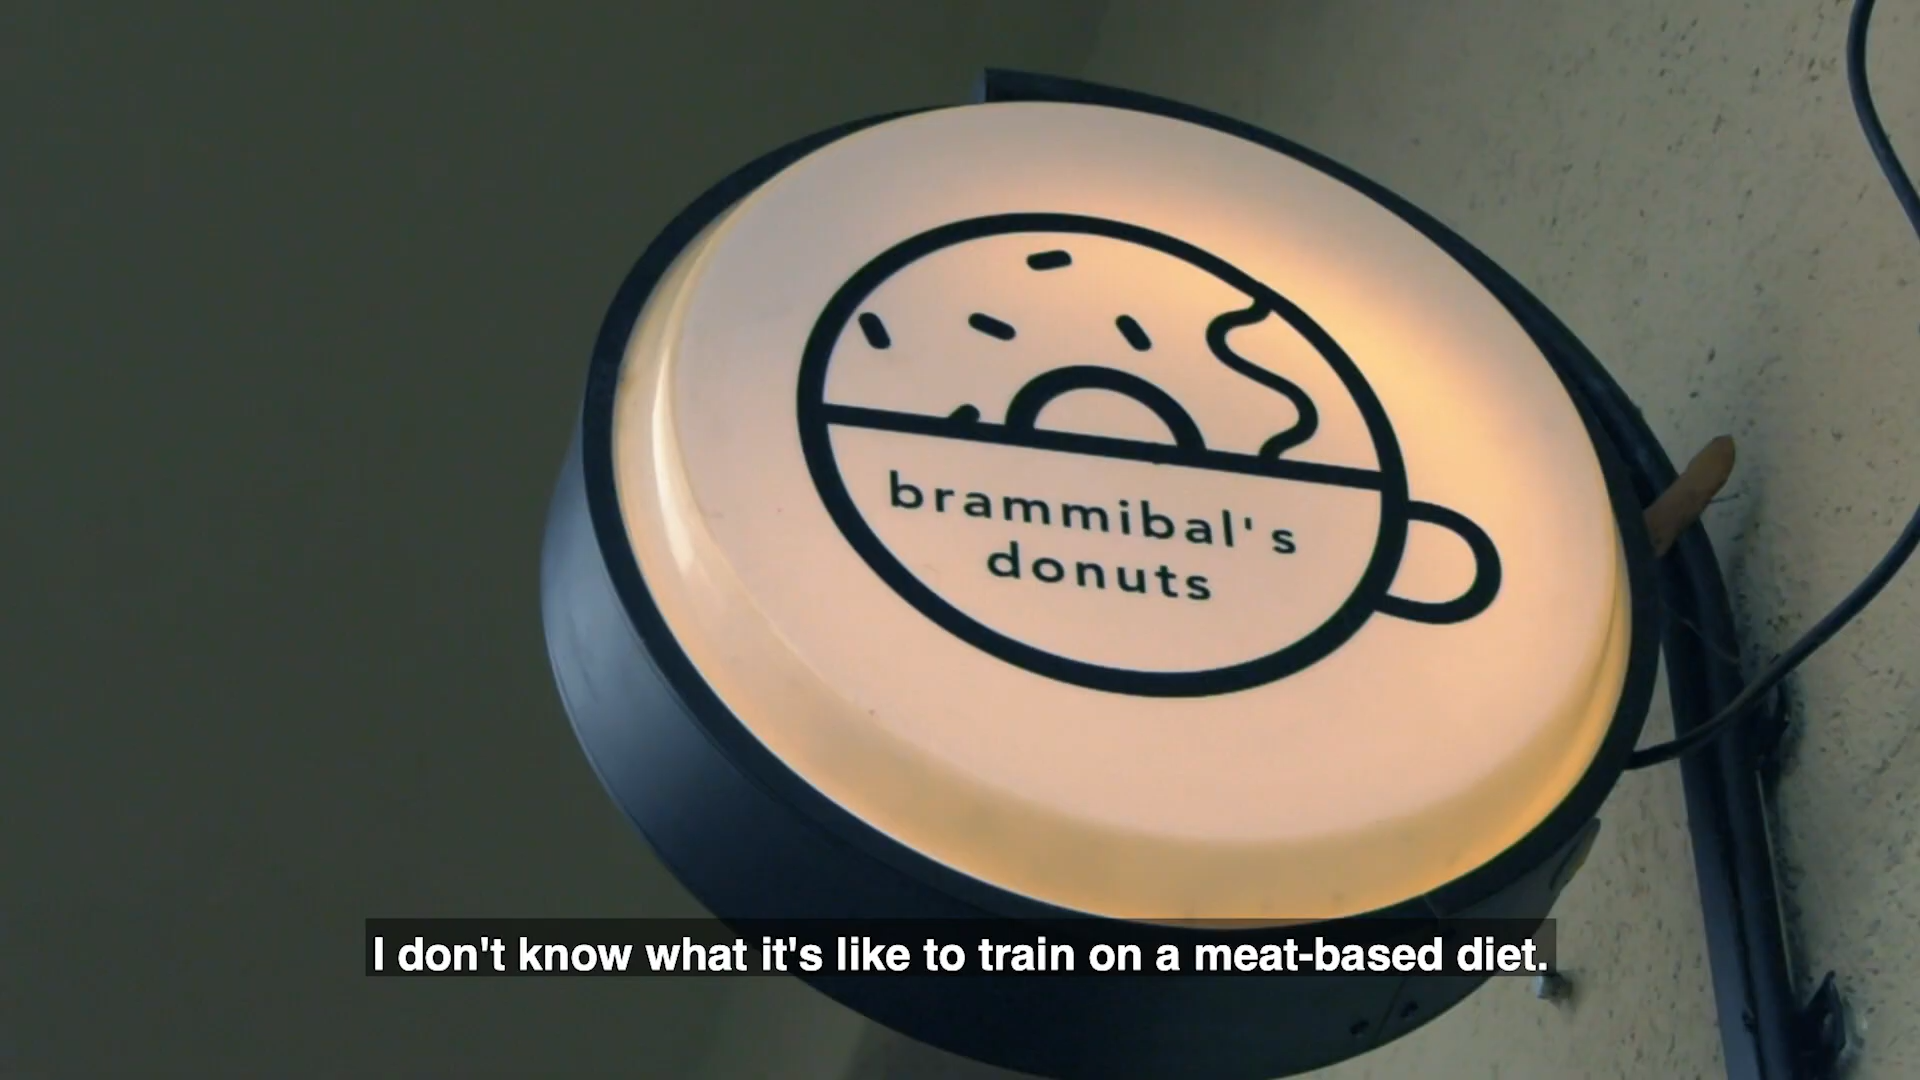 brammibal's
donuts
I don't know what it's like to train on a meat-based diet.